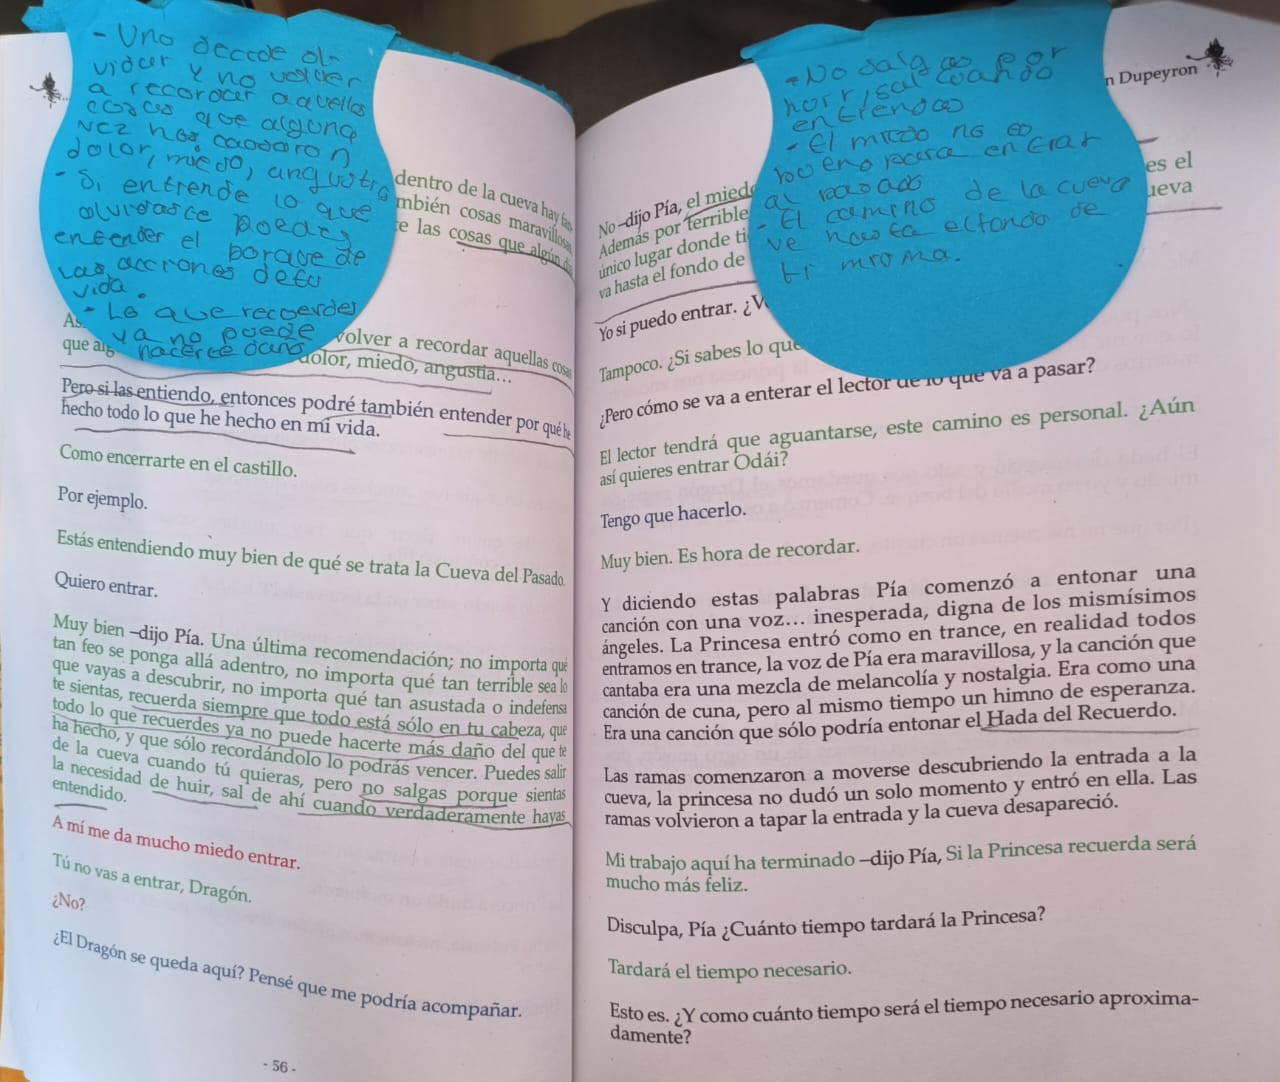 - Uno decide ol-
vidar y no volver
a recordar aquellas
cosas que alguna
vez nos causaron
dolor, miedo, angustia
- Si entiende lo que
olvidaste puedes
entender el porque de
las acciones de tu
vida.
- Lo que recuerdes
ya no puede
hacerte daño
dentro de la cueva hay
mbién cosas maravillosas
e las cosas que algún
As
volver a recordar aquellas cosas
que alg
dolor, miedo, angustia...
Pero si las entiendo, entonces podré también entender por qué he
hecho todo lo que he hecho en mi vida.
Como encerrarte en el castillo.
Por ejemplo.
Estás entendiendo muy bien de qué se trata la Cueva del Pasado.
Quiero entrar.
Muy bien –dijo Pía. Una última recomendación; no importa qué
tan feo se ponga allá adentro, no importa qué tan terrible sea lo
que vayas a descubrir, no importa qué tan asustada o indefensa
te sientas, recuerda siempre que todo está sólo en tu cabeza, que
todo lo que recuerdes ya no puede hacerte más daño del que te
ha hecho, y que sólo recordándolo lo podrás vencer. Puedes salir
de la cueva cuando tú quieras, pero no salgas porque sientas
la necesidad de huir, sal de ahí cuando verdaderamente hayas
entendido.
A mí me da mucho miedo entrar.
Tú no vas a entrar, Dragón.
¿No?
¿El Dragón se queda aquí? Pensé que me podría acompañar.
- 56 -
n Dupeyron
- No salgas por
huir, sal cuando
entiendas
- El miedo no es
bueno para entrar
al pasado
- El camino de la cueva
ve hasta el fondo de
ti misma.
No –dijo Pía, el mied
es el
Además por terrible
ueva
único lugar donde ti
va hasta el fondo de
Yo si puedo entrar. ¿V
Tampoco. ¿Si sabes lo que
¿Pero cómo se va a enterar el lector de lo que va a pasar?
El lector tendrá que aguantarse, este camino es personal. ¿Aún
así quieres entrar Odái?
Tengo que hacerlo.
Muy bien. Es hora de recordar.
Y diciendo estas palabras Pía comenzó a entonar una
canción con una voz... inesperada, digna de los mismísimos
ángeles. La Princesa entró como en trance, en realidad todos
entramos en trance, la voz de Pía era maravillosa, y la canción que
cantaba era una mezcla de melancolía y nostalgia. Era como una
canción de cuna, pero al mismo tiempo un himno de esperanza.
Era una canción que sólo podría entonar el Hada del Recuerdo.
Las ramas comenzaron a moverse descubriendo la entrada a la
cueva, la princesa no dudó un solo momento y entró en ella. Las
ramas volvieron a tapar la entrada y la cueva desapareció.
Mi trabajo aquí ha terminado –dijo Pía, Si la Princesa recuerda será
mucho más feliz.
Disculpa, Pía ¿Cuánto tiempo tardará la Princesa?
Tardará el tiempo necesario.
Esto es. ¿Y como cuánto tiempo será el tiempo necesario aproxima-
damente?